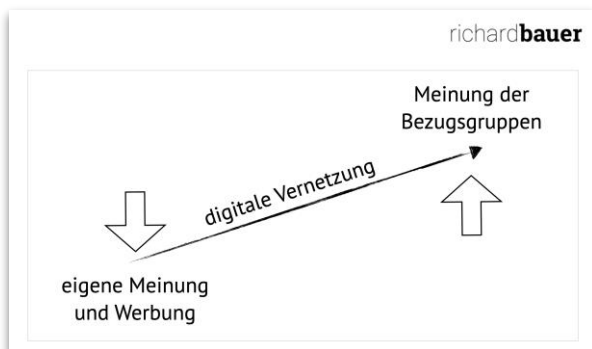 richardbauer
Meinung der
Bezugsgruppen
digitale Vernetzung
eigene Meinung
und Werbung